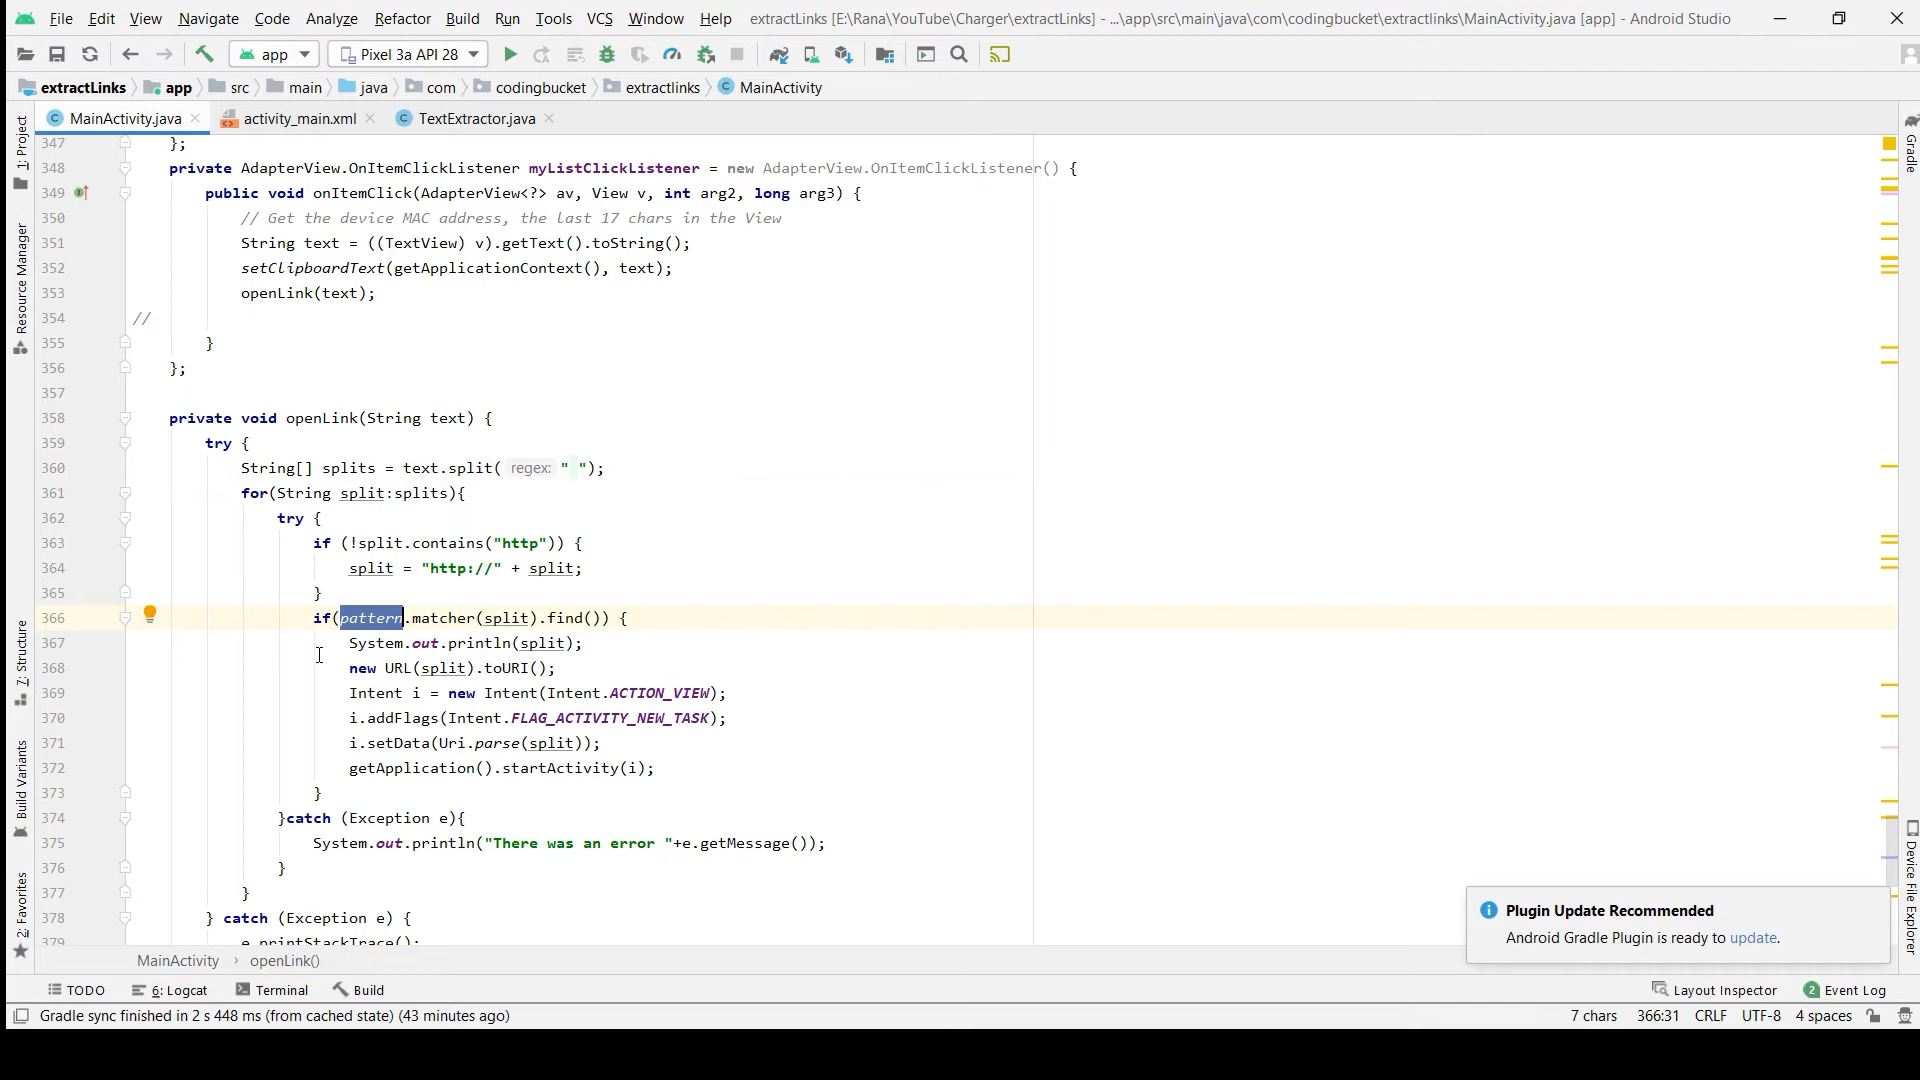 File Edit View Navigate Code Analyze Refactor Build Run Tools VCS Window Help extractLinks [E:\Rana\YouTube\Charger\extractLinks] - ...\app\src\main\java\com\codingbucket\extractlinks\MainActivity.java [app] - Android Studio
app Pixel 3a API 28
extractLinks app src main java com codingbucket extractlinks MainActivity
MainActivity.java activity_main.xml TextExtractor.java
347 };
348 private AdapterView.OnItemClickListener myListClickListener = new AdapterView.OnItemClickListener() {
349 public void onItemClick(AdapterView<?> av, View v, int arg2, long arg3) {
350 // Get the device MAC address, the last 17 chars in the View
351 String text = ((TextView) v).getText().toString();
352 setClipboardText(getApplicationContext(), text);
353 openLink(text);
354 //
355 }
356 };
357
358 private void openLink(String text) {
359 try {
360 String[] splits = text.split( regex: " ");
361 for(String split:splits){
362 try {
363 if (!split.contains("http")) {
364 split = "http://" + split;
365 }
366 if(pattern.matcher(split).find()) {
367 System.out.println(split);
368 new URL(split).toURI();
369 Intent i = new Intent(Intent.ACTION_VIEW);
370 i.addFlags(Intent.FLAG_ACTIVITY_NEW_TASK);
371 i.setData(Uri.parse(split));
372 getApplication().startActivity(i);
373 }
374 }catch (Exception e){
375 System.out.println("There was an error "+e.getMessage());
376 }
377 }
378 } catch (Exception e) {
379 e.printStackTrace();
1: Project
Resource Manager
7: Structure
Build Variants
2: Favorites
Gradle
Device File Explorer
Plugin Update Recommended
Android Gradle Plugin is ready to update.
MainActivity › openLink()
TODO 6: Logcat Terminal Build Layout Inspector 2 Event Log
Gradle sync finished in 2 s 448 ms (from cached state) (43 minutes ago) 7 chars 366:31 CRLF UTF-8 4 spaces